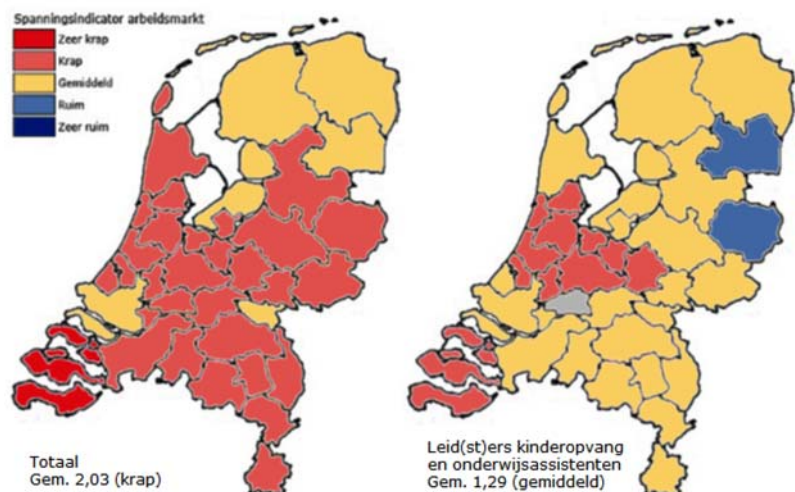 Spanningsindicator arbeidsmarkt
Zeer krap
Krap
Gemiddeld
Ruim
Zeer ruim
Totaal
Gem. 2,03 (krap)
Leid(st)ers kinderopvang
en onderwijsassistenten
Gem. 1,29 (gemiddeld)